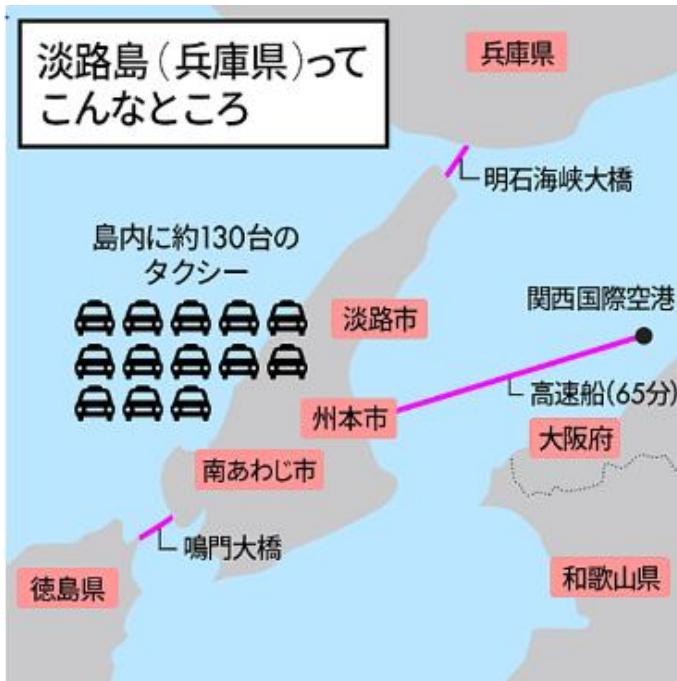 淡路島(兵庫県)って
こんなところ
兵庫県
明石海峡大橋
島内に約130台の
タクシー
関西国際空港
淡路市
高速船(65分)
州本市
大阪府
南あわじ市
鳴門大橋
徳島県
和歌山県